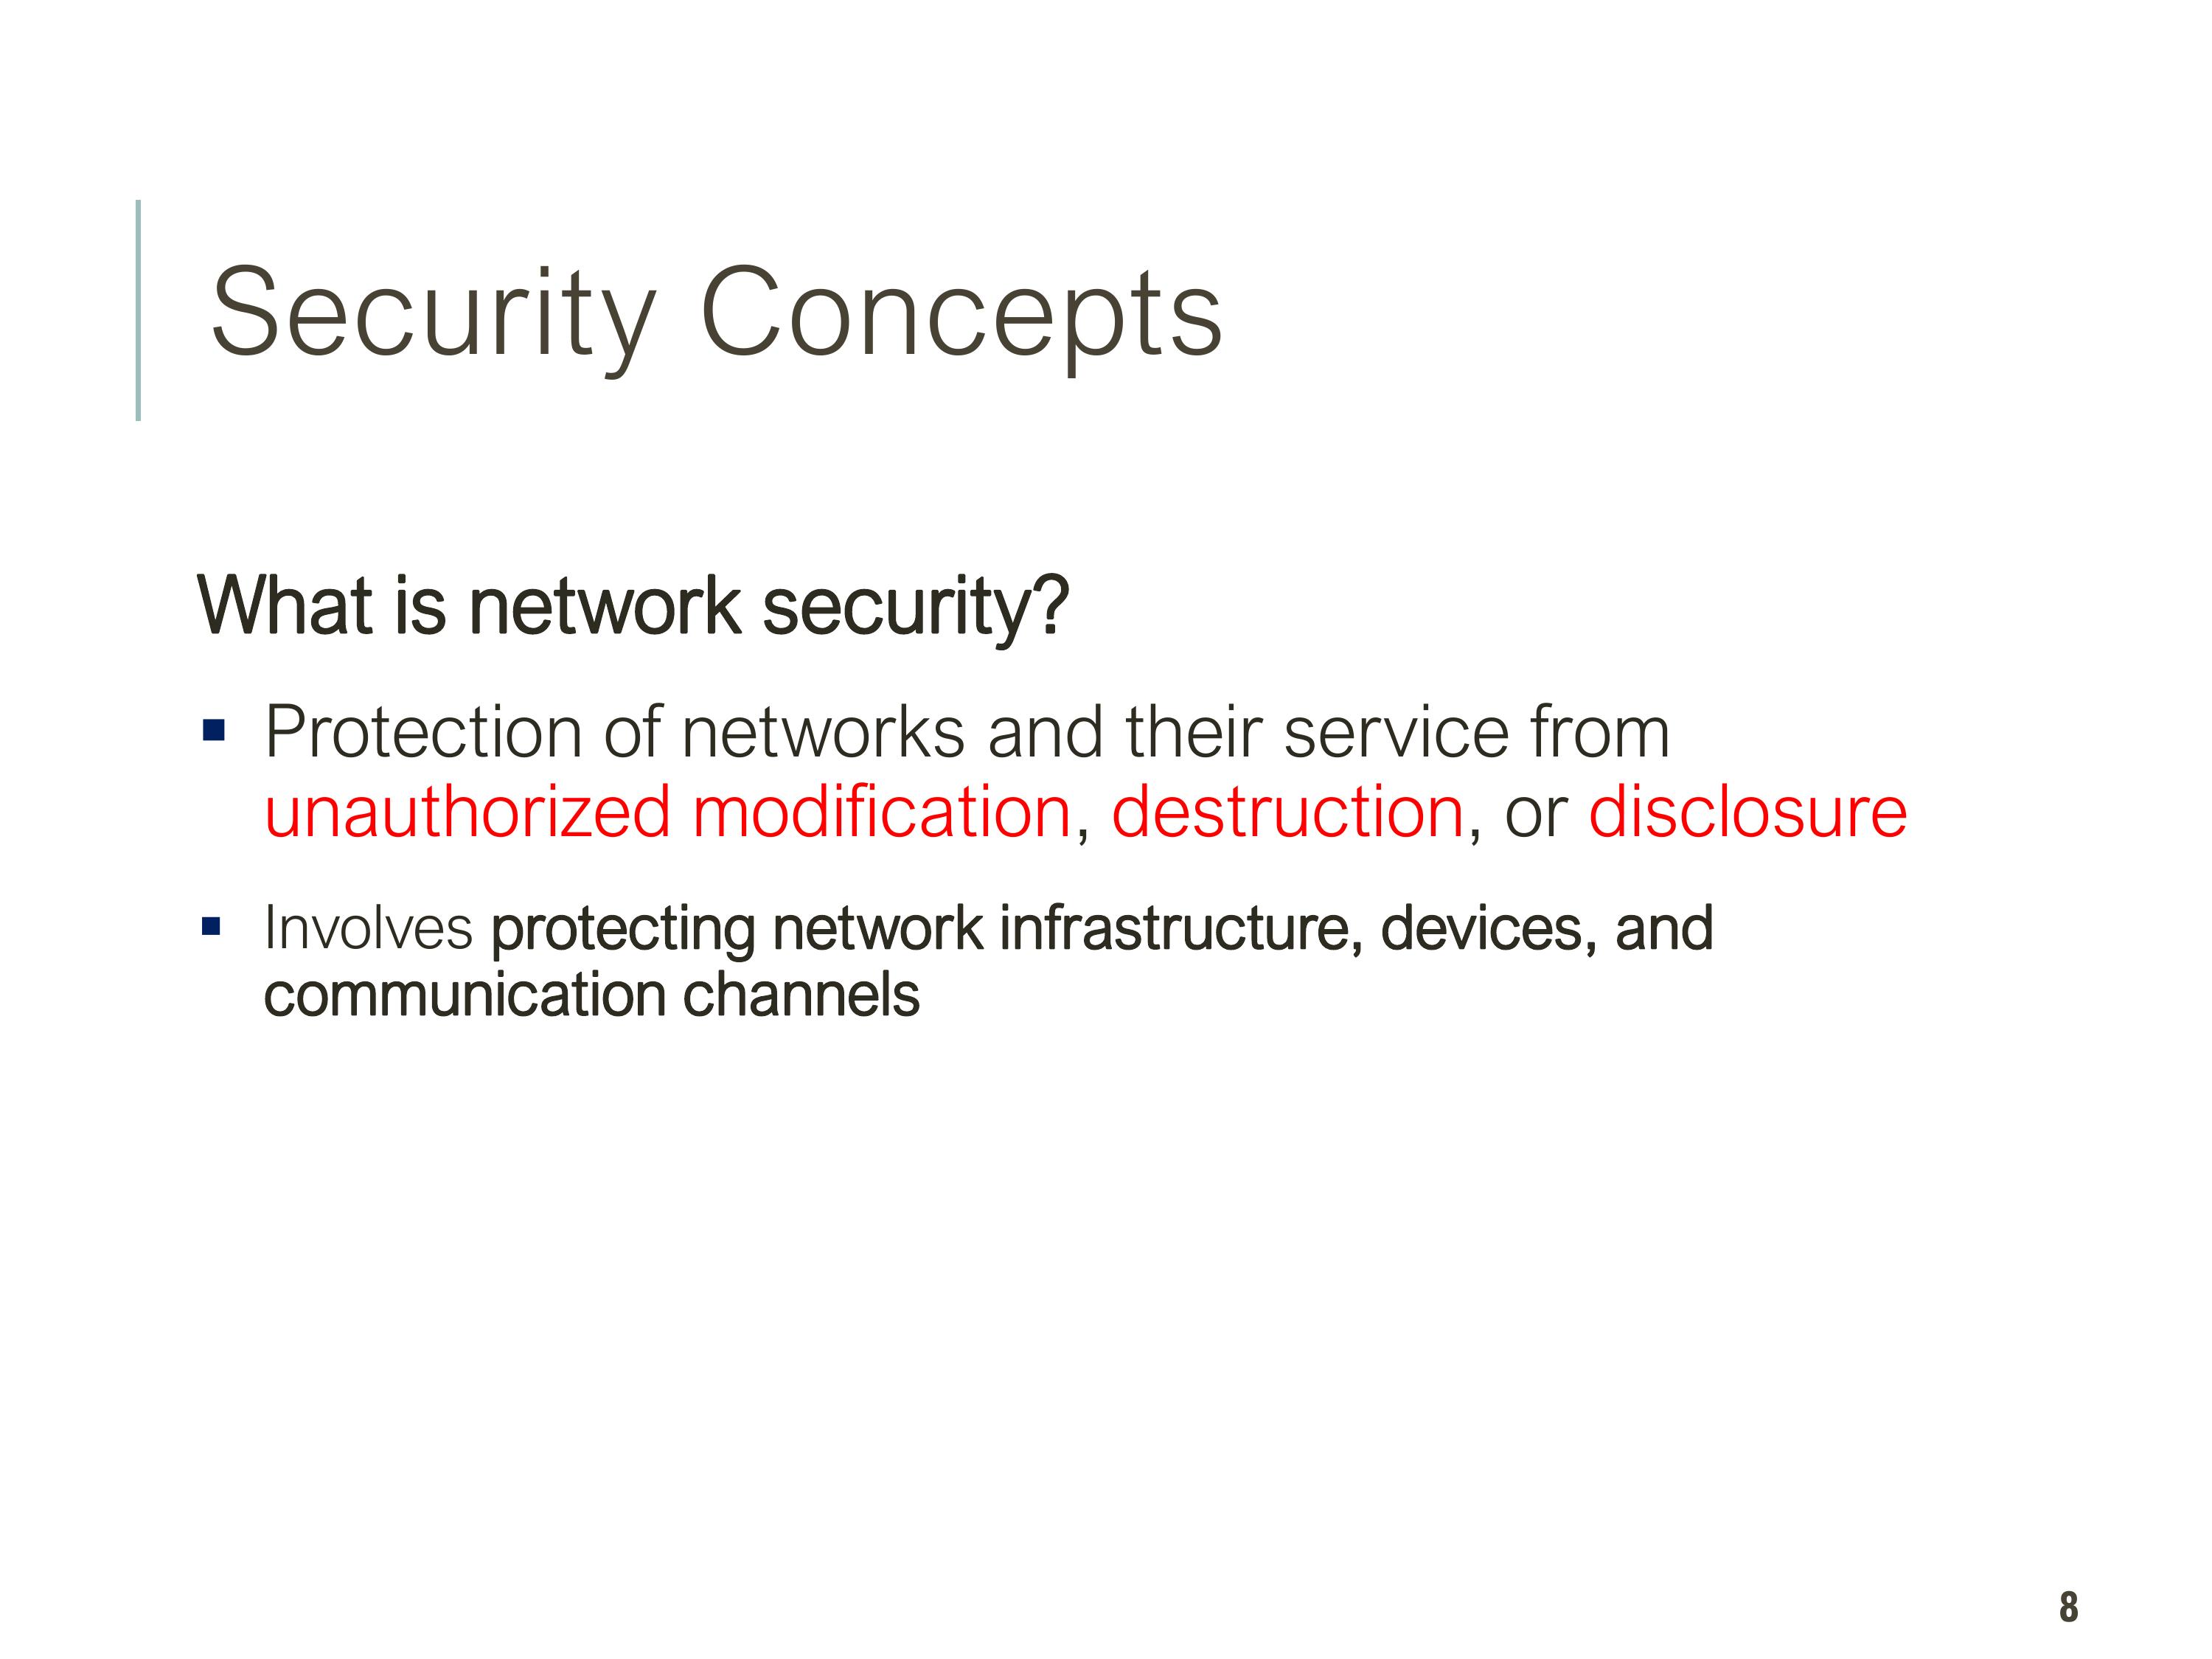 Security Concepts
What is network security?
▪ Protection of networks and their service from
unauthorized modification, destruction, or disclosure
▪ Involves protecting network infrastructure, devices, and
communication channels
8